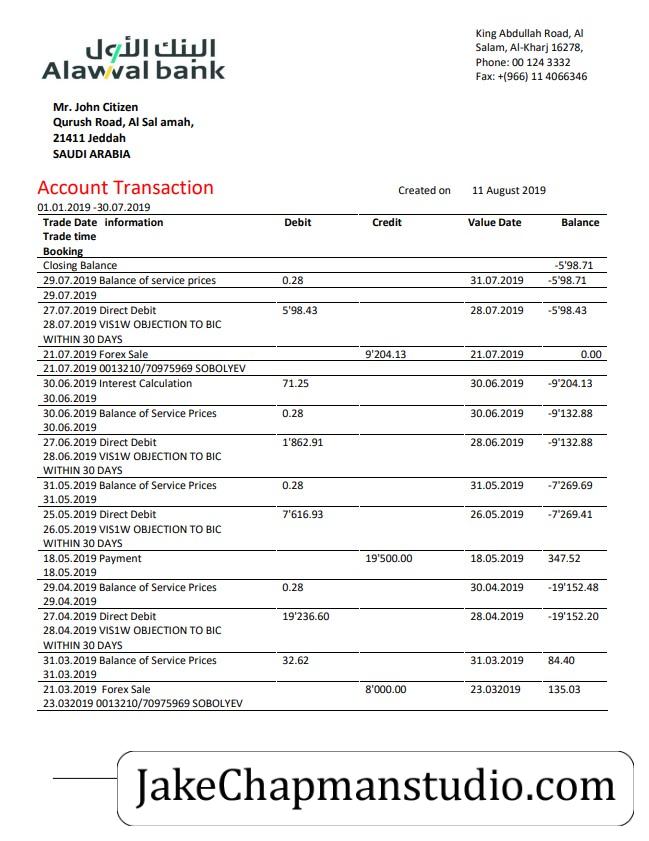 البنك الأول
Alawwal bank
King Abdullah Road, Al
Salam, Al-Kharj 16278,
Phone: 00 124 3332
Fax: +(966) 11 4066346
Mr. John Citizen
Qurush Road, Al Sal amah,
21411 Jeddah
SAUDI ARABIA
Account Transaction
Created on 11 August 2019
01.01.2019 -30.07.2019
Trade Date information Debit Credit Value Date Balance
Trade time
Booking
Closing Balance -5'98.71
29.07.2019 Balance of service prices 0.28 31.07.2019 -5'98.71
29.07.2019
27.07.2019 Direct Debit 5'98.43 28.07.2019 -5'98.43
28.07.2019 VIS1W OBJECTION TO BIC
WITHIN 30 DAYS
21.07.2019 Forex Sale 9'204.13 21.07.2019 0.00
21.07.2019 0013210/70975969 SOBOLYEV
30.06.2019 Interest Calculation 71.25 30.06.2019 -9'204.13
30.06.2019
30.06.2019 Balance of Service Prices 0.28 30.06.2019 -9'132.88
30.06.2019
27.06.2019 Direct Debit 1'862.91 28.06.2019 -9'132.88
28.06.2019 VIS1W OBJECTION TO BIC
WITHIN 30 DAYS
31.05.2019 Balance of Service Prices 0.28 31.05.2019 -7'269.69
31.05.2019
25.05.2019 Direct Debit 7'616.93 26.05.2019 -7'269.41
26.05.2019 VIS1W OBJECTION TO BIC
WITHIN 30 DAYS
18.05.2019 Payment 19'500.00 18.05.2019 347.52
18.05.2019
29.04.2019 Balance of Service Prices 0.28 30.04.2019 -19'152.48
29.04.2019
27.04.2019 Direct Debit 19'236.60 28.04.2019 -19'152.20
28.04.2019 VIS1W OBJECTION TO BIC
WITHIN 30 DAYS
31.03.2019 Balance of Service Prices 32.62 31.03.2019 84.40
31.03.2019
21.03.2019 Forex Sale 8'000.00 23.032019 135.03
23.032019 0013210/70975969 SOBOLYEV
JakeChapmanstudio.com